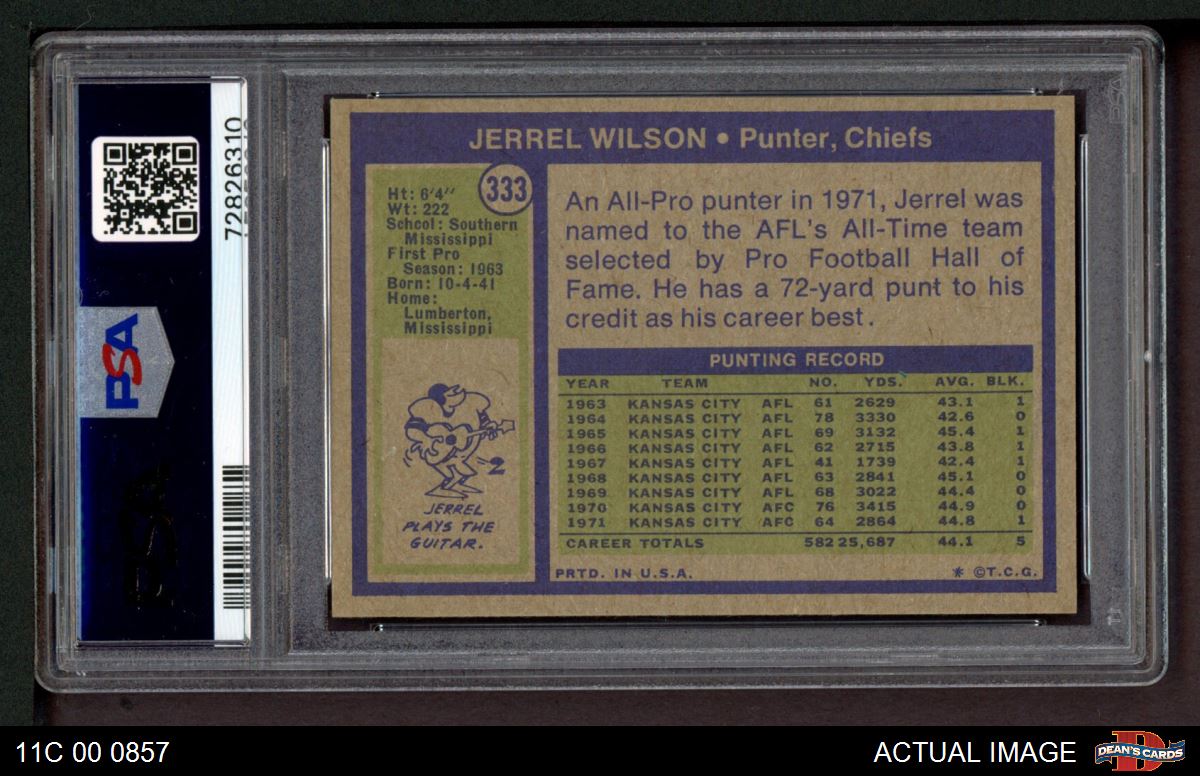 72826310
PSA
JERREL WILSON • Punter, Chiefs
333
Ht: 6'4''
Wt: 222
School: Southern
Mississippi
First Pro
Season: 1963
Born: 10-4-41
Home:
Lumberton,
Mississippi
JERREL
PLAYS THE
GUITAR.
An All-Pro punter in 1971, Jerrel was
named to the AFL's All-Time team
selected by Pro Football Hall of
Fame. He has a 72-yard punt to his
credit as his career best.
PUNTING RECORD
YEAR TEAM NO. YDS. AVG. BLK.
1963 KANSAS CITY AFL 61 2629 43.1 1
1964 KANSAS CITY AFL 78 3330 42.6 0
1965 KANSAS CITY AFL 69 3132 45.4 1
1966 KANSAS CITY AFL 62 2715 43.8 1
1967 KANSAS CITY AFL 41 1739 42.4 1
1968 KANSAS CITY AFL 63 2841 45.1 0
1969 KANSAS CITY AFL 68 3022 44.4 0
1970 KANSAS CITY AFC 76 3415 44.9 0
1971 KANSAS CITY AFC 64 2864 44.8 1
CAREER TOTALS 582 25,687 44.1 5
PRTD. IN U.S.A. * ©T.C.G.
11C 00 0857
ACTUAL IMAGE
DEAN'S CARDS